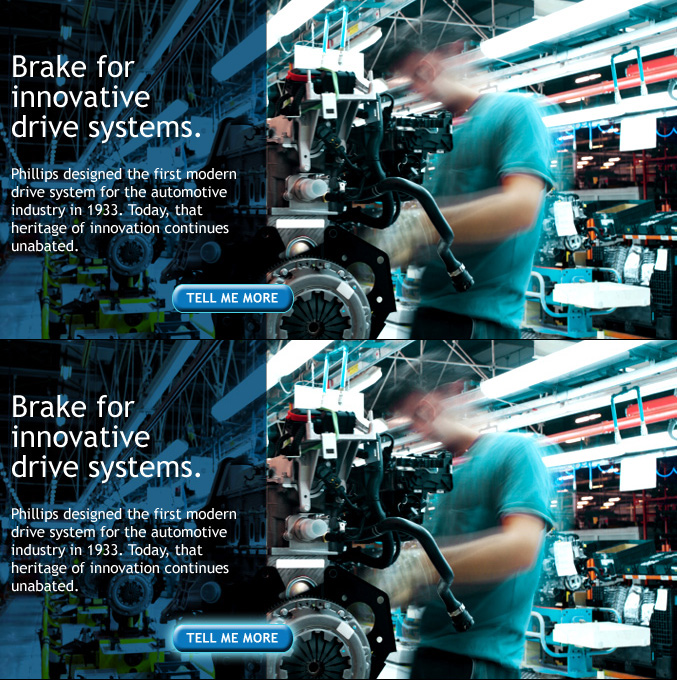 Brake for
innovative
drive systems.
Phillips designed the first modern
drive system for the automotive
industry in 1933. Today, that
heritage of innovation continues
unabated.
TELL ME MORE
Brake for
innovative
drive systems.
Phillips designed the first modern
drive system for the automotive
industry in 1933. Today, that
heritage of innovation continues
unabated.
TELL ME MORE